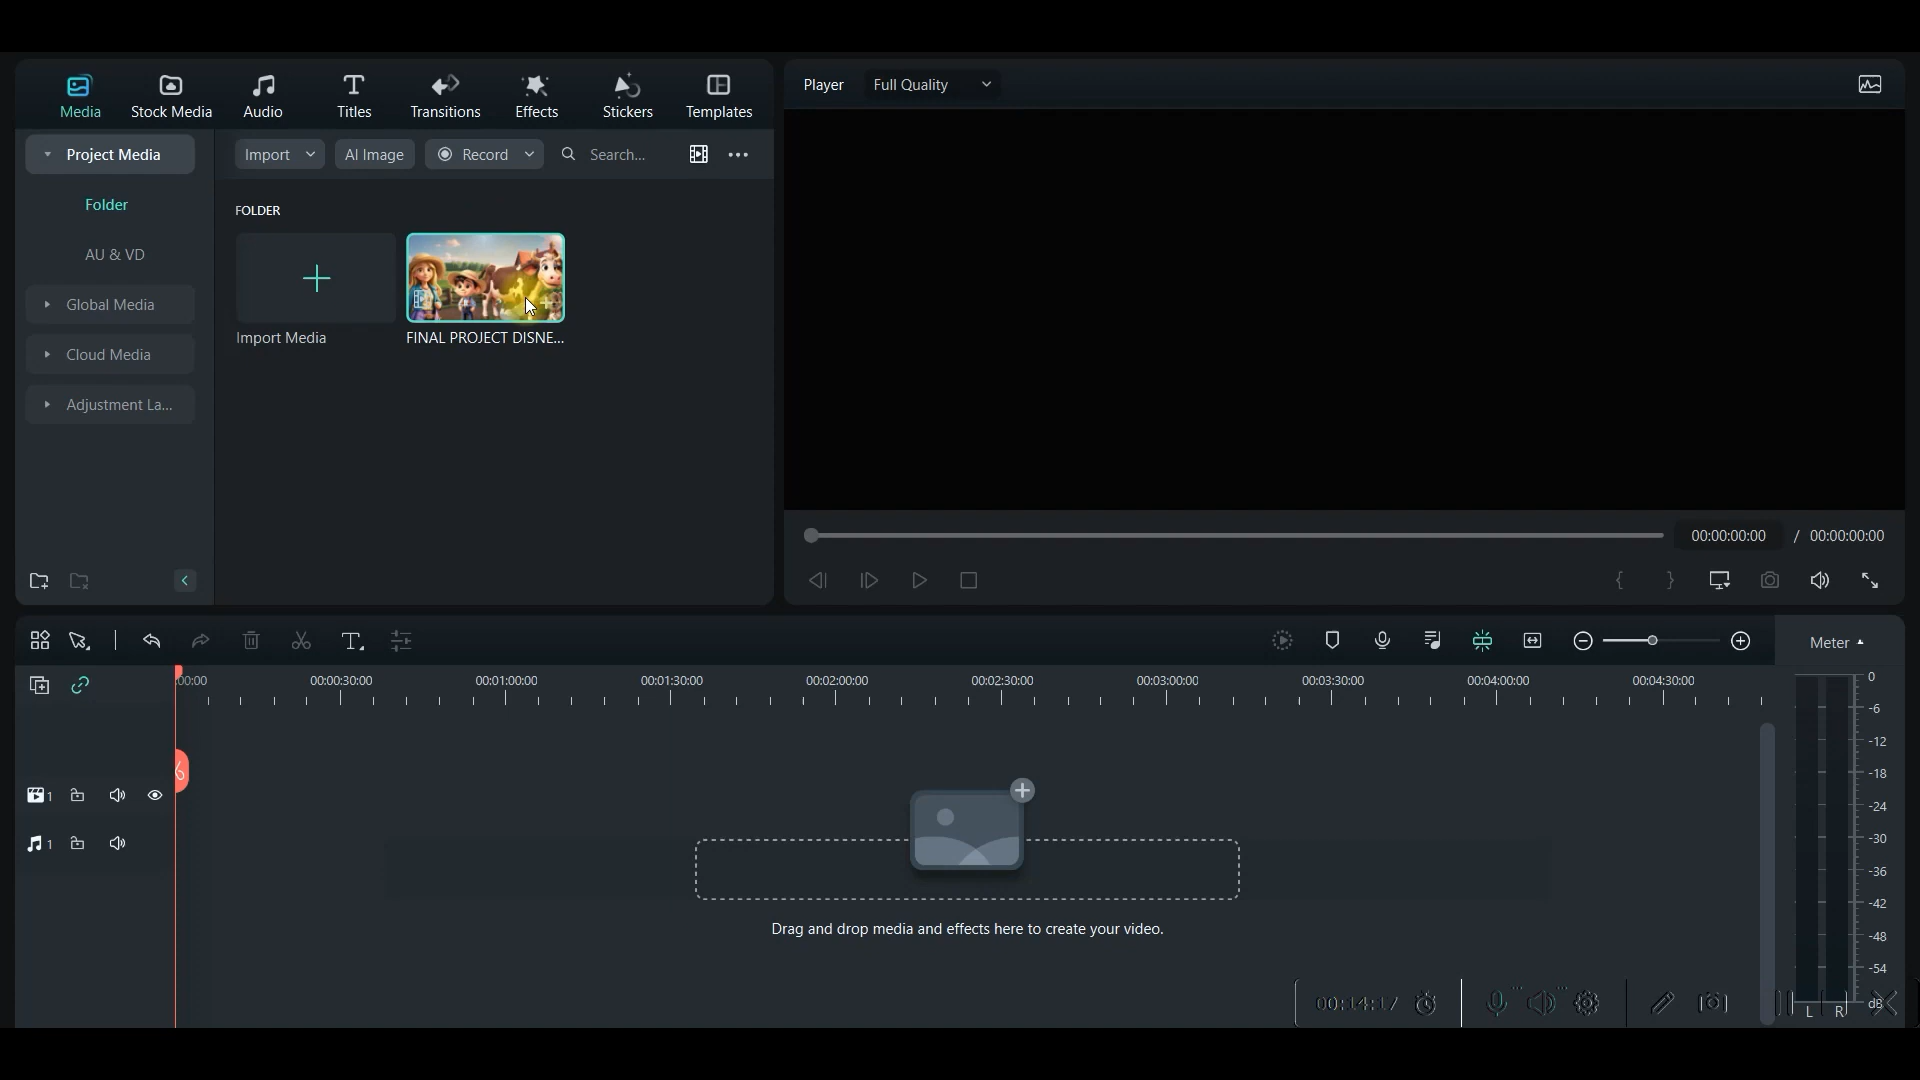 Media
Stock Media
Audio
Titles
Transitions
Effects
Stickers
Templates
Player
Full Quality
Project Media
Import
AI Image
Record
Search...
Folder
AU & VD
Global Media
Cloud Media
Adjustment La...
FOLDER
Import Media
FINAL PROJECT DISNE...
00:00:00:00 / 00:00:00:00
Meter
:00:00
00:00:30:00
00:01:00:00
00:01:30:00
00:02:00:00
00:02:30:00
00:03:00:00
00:03:30:00
00:04:00:00
00:04:30:00
1
1
Drag and drop media and effects here to create your video.
0
-6
-12
-18
-24
-30
-36
-42
-48
-54
dB
L R
00:14:17